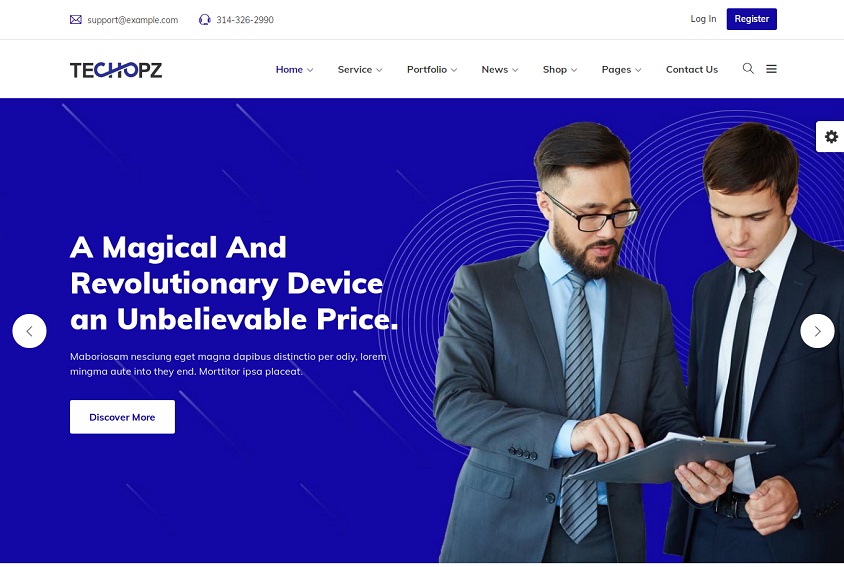 support@example.com 314-326-2990 Log In Register
TECHOPZ Home Service Portfolio News Shop Pages Contact Us
A Magical And
Revolutionary Device
an Unbelievable Price.
Maboriosam nesciung eget magna dapibus distinctio per odiy, lorem
mingma aute into they end. Morttitor ipsa placeat.
Discover More